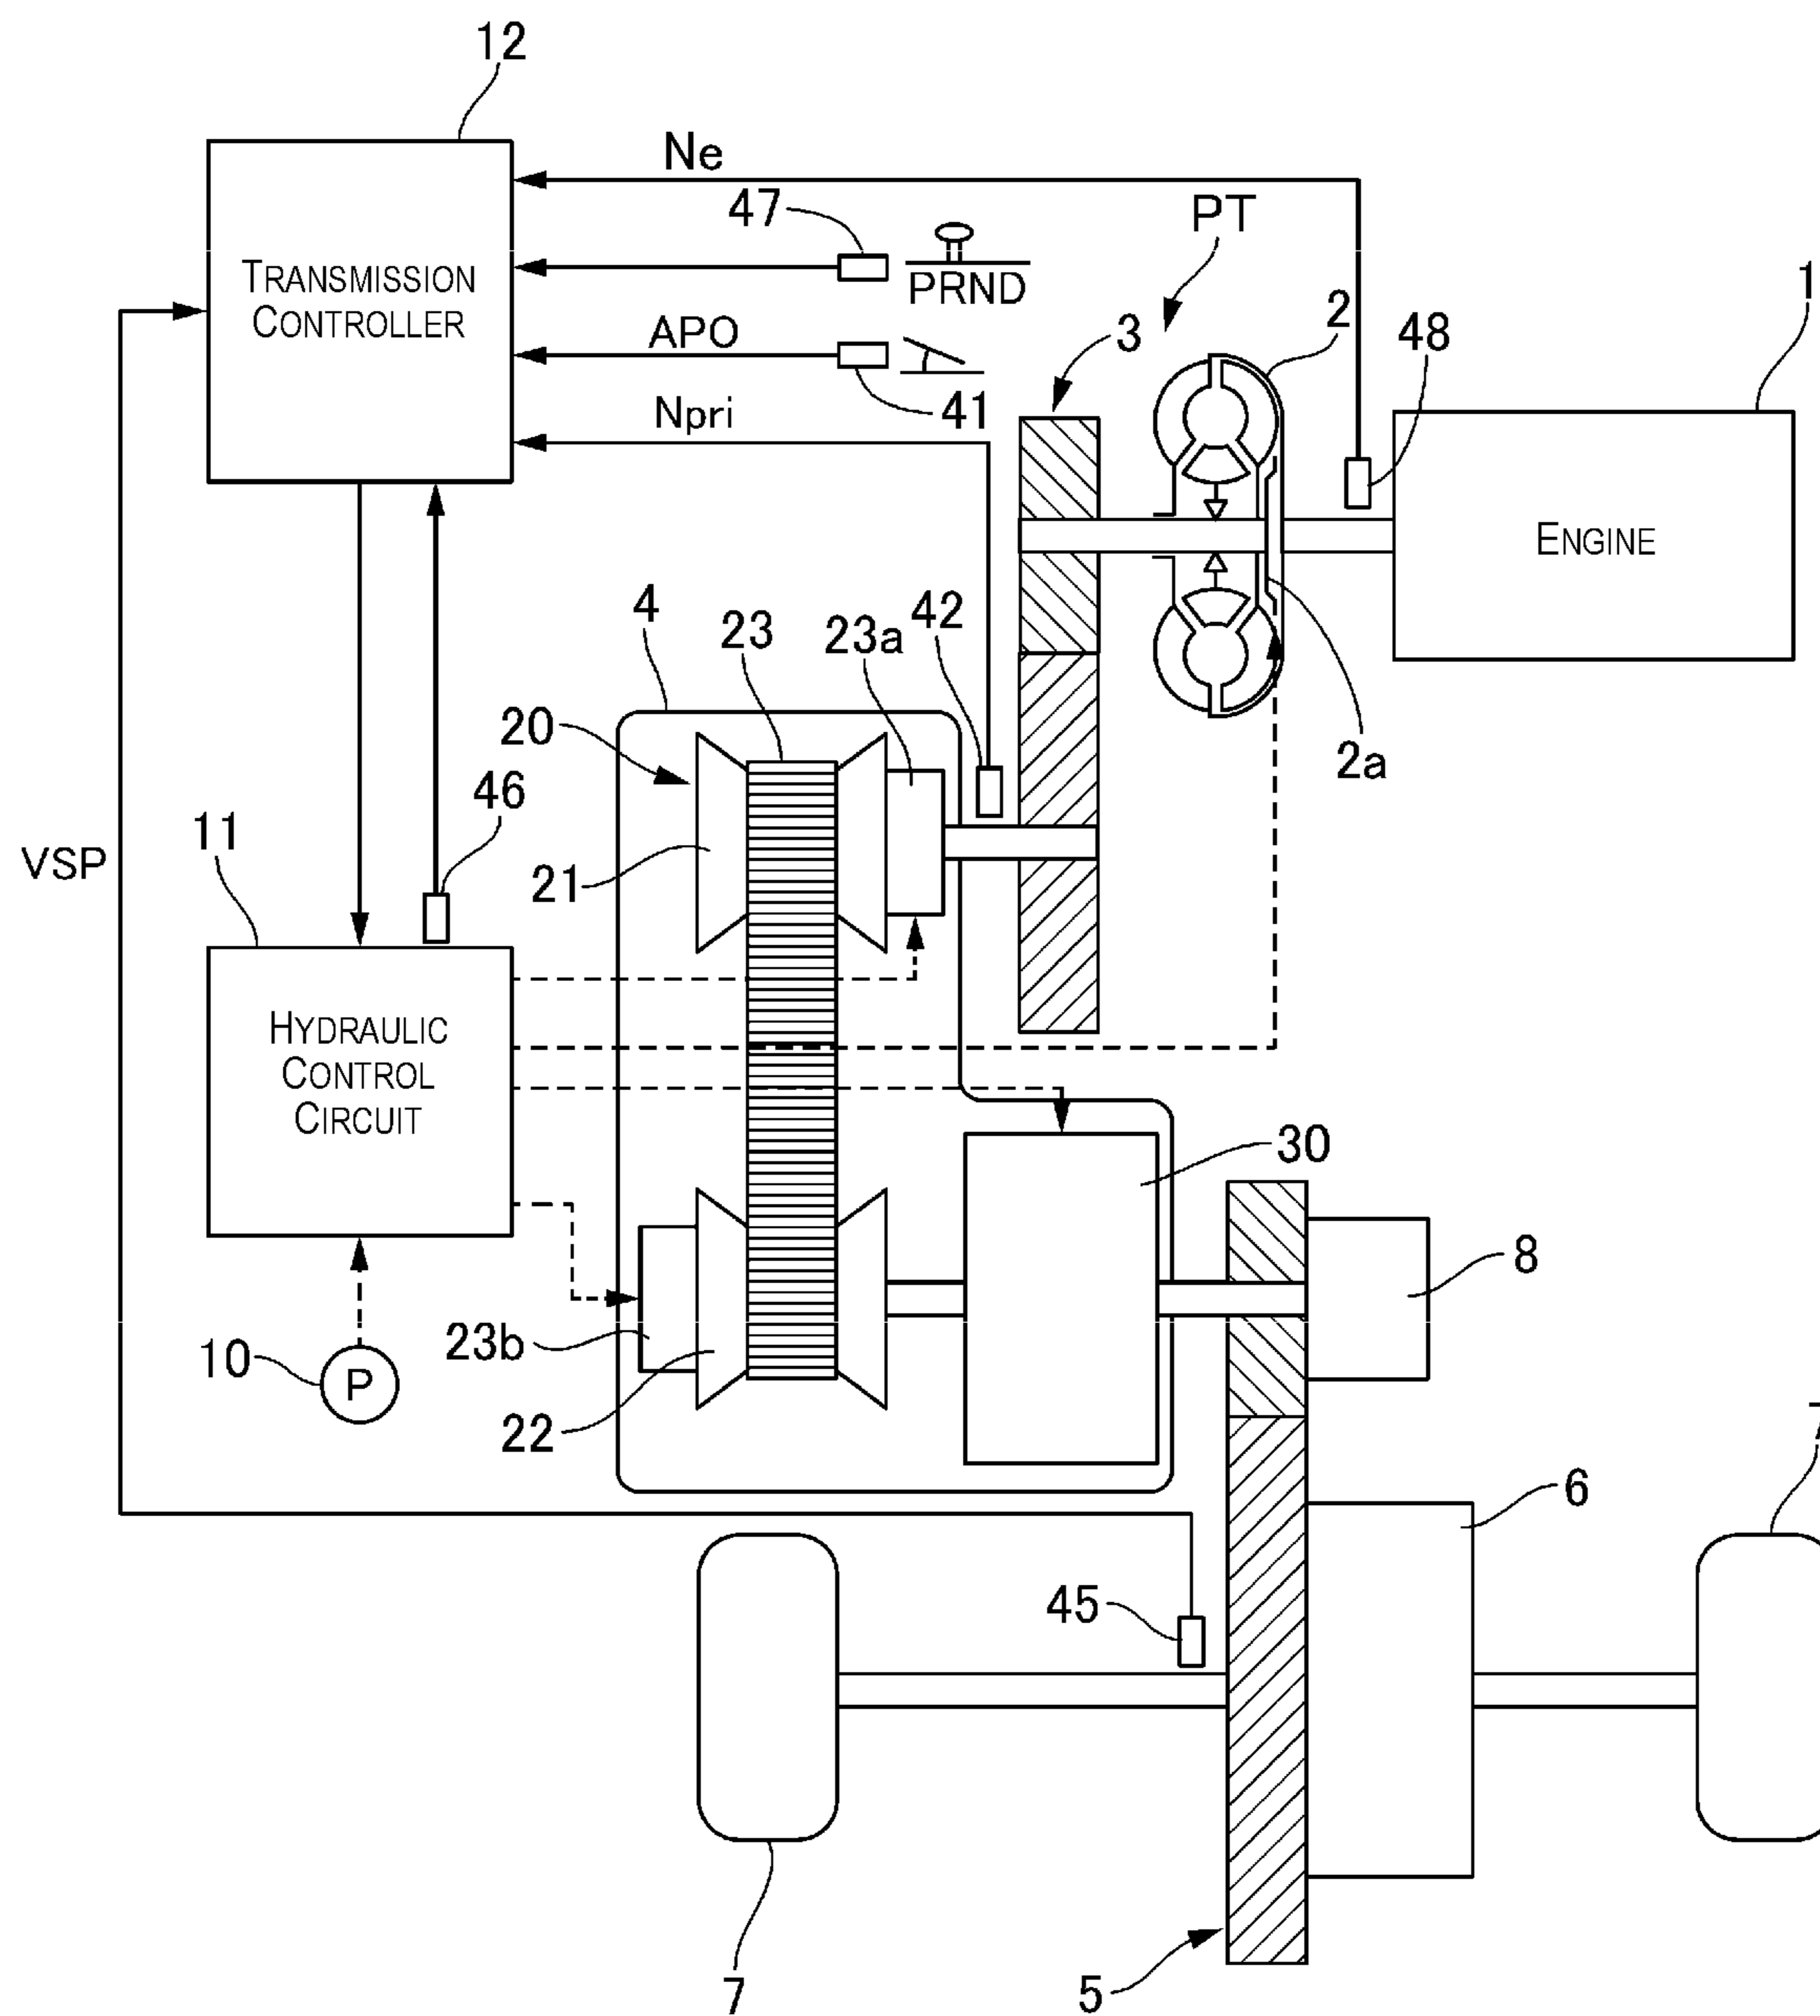 12
Ne
47
PT
PRND
TRANSMISSION
CONTROLLER
1
2
3
48
APO
41
Npri
ENGINE
4
23
23a
42
20
2a
46
11
VSP
21
HYDRAULIC
CONTROL
CIRCUIT
30
8
23b
10
P
22
6
45
7
5